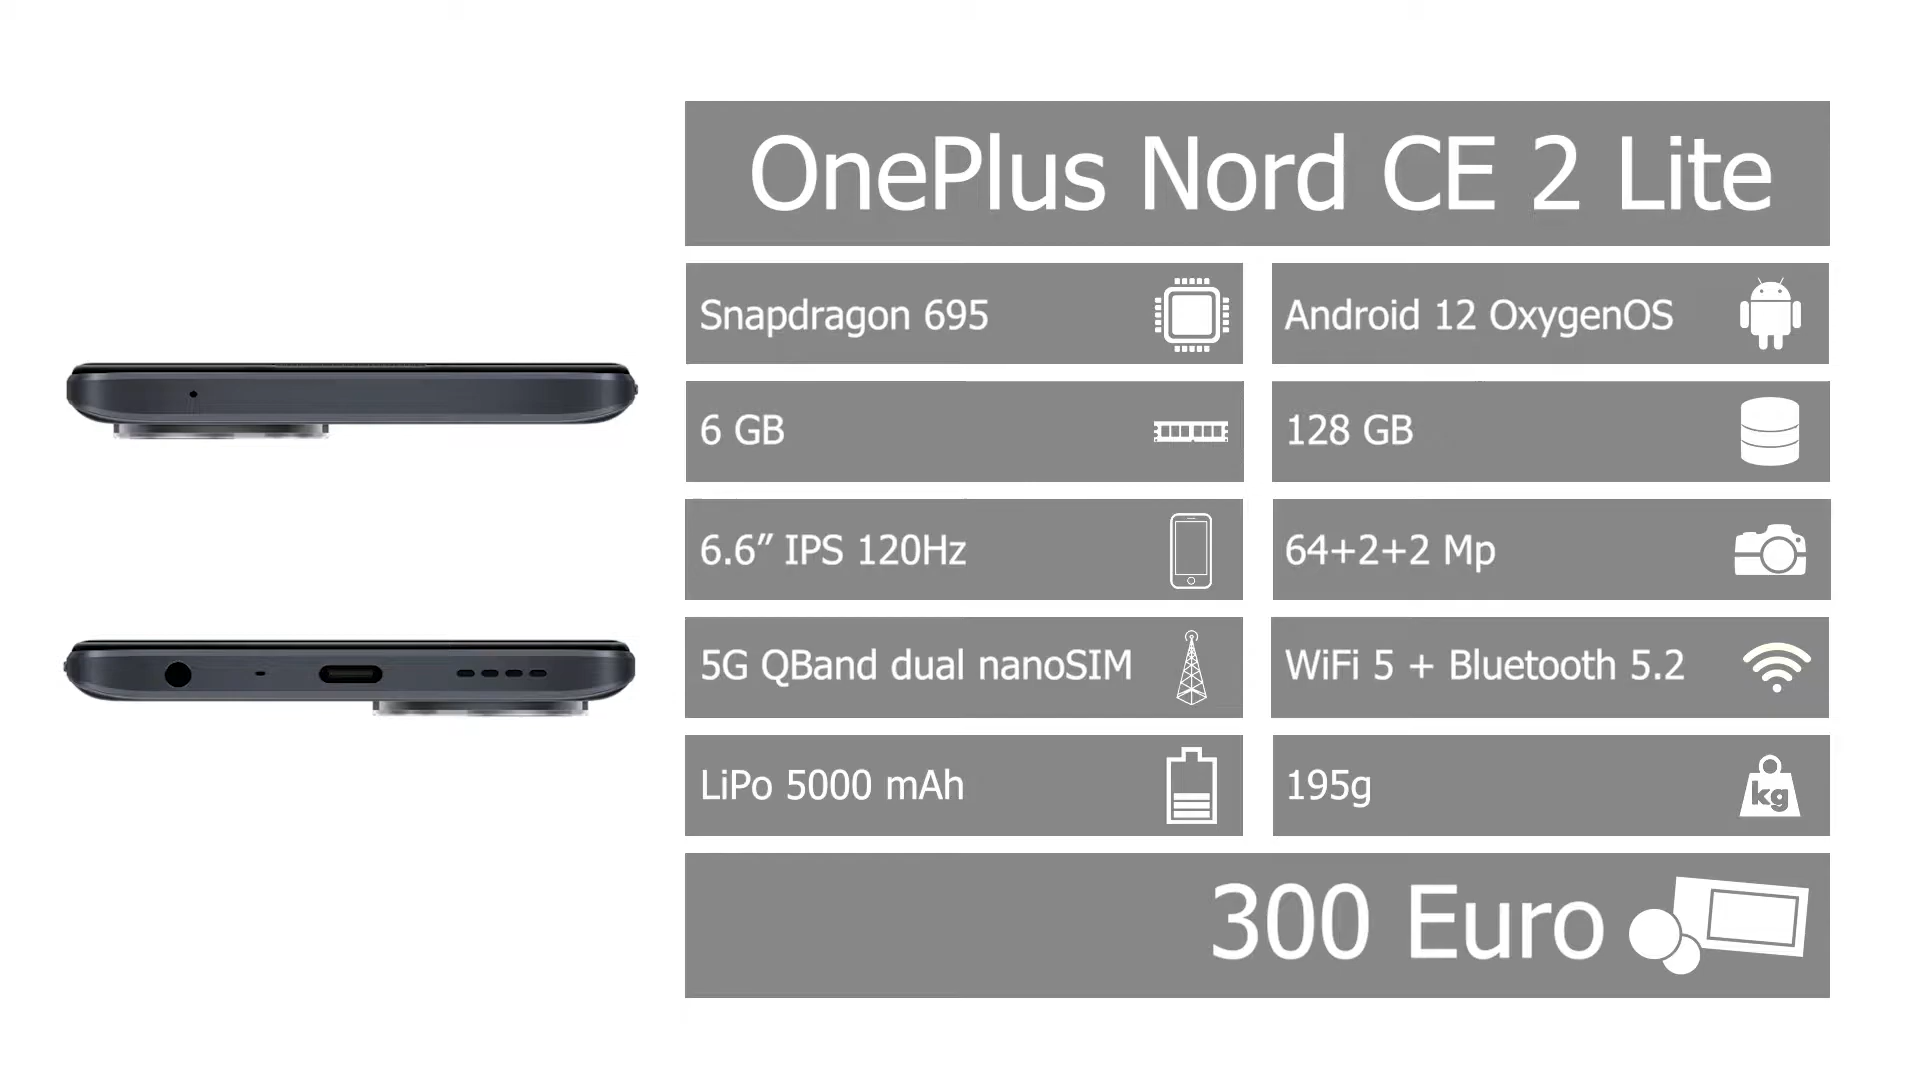 OnePlus Nord CE 2 Lite
Snapdragon 695
Android 12 OxygenOS
6 GB
128 GB
6.6” IPS 120Hz
64+2+2 Mp
5G QBand dual nanoSIM
WiFi 5 + Bluetooth 5.2
LiPo 5000 mAh
195g
kg
300 Euro